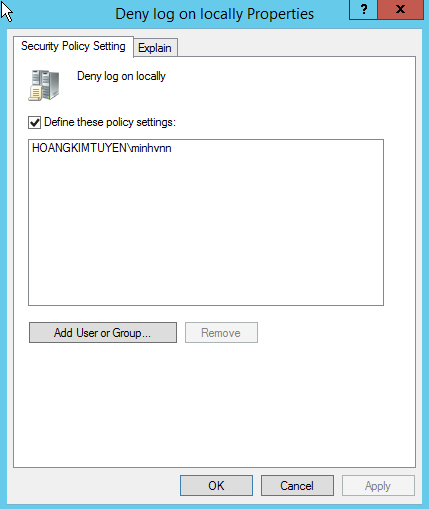 Deny log on locally Properties
?
x
Security Policy Setting
Explain
Deny log on locally
Define these policy settings:
HOANGKIMTUYEN\minhvnn
Add User or Group...
Remove
OK
Cancel
Apply